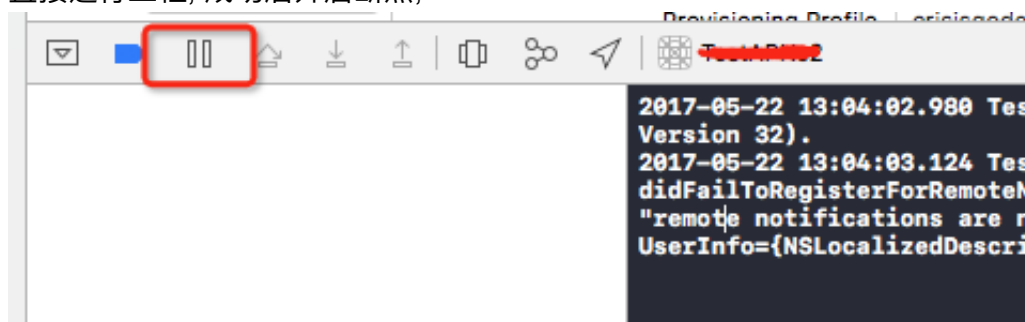 Provisioning Profile
2017-05-22 13:04:02.980 Tes
Version 32).
2017-05-22 13:04:03.124 Tes
didFailToRegisterForRemoteN
"remote notifications are n
UserInfo={NSLocalizedDescri